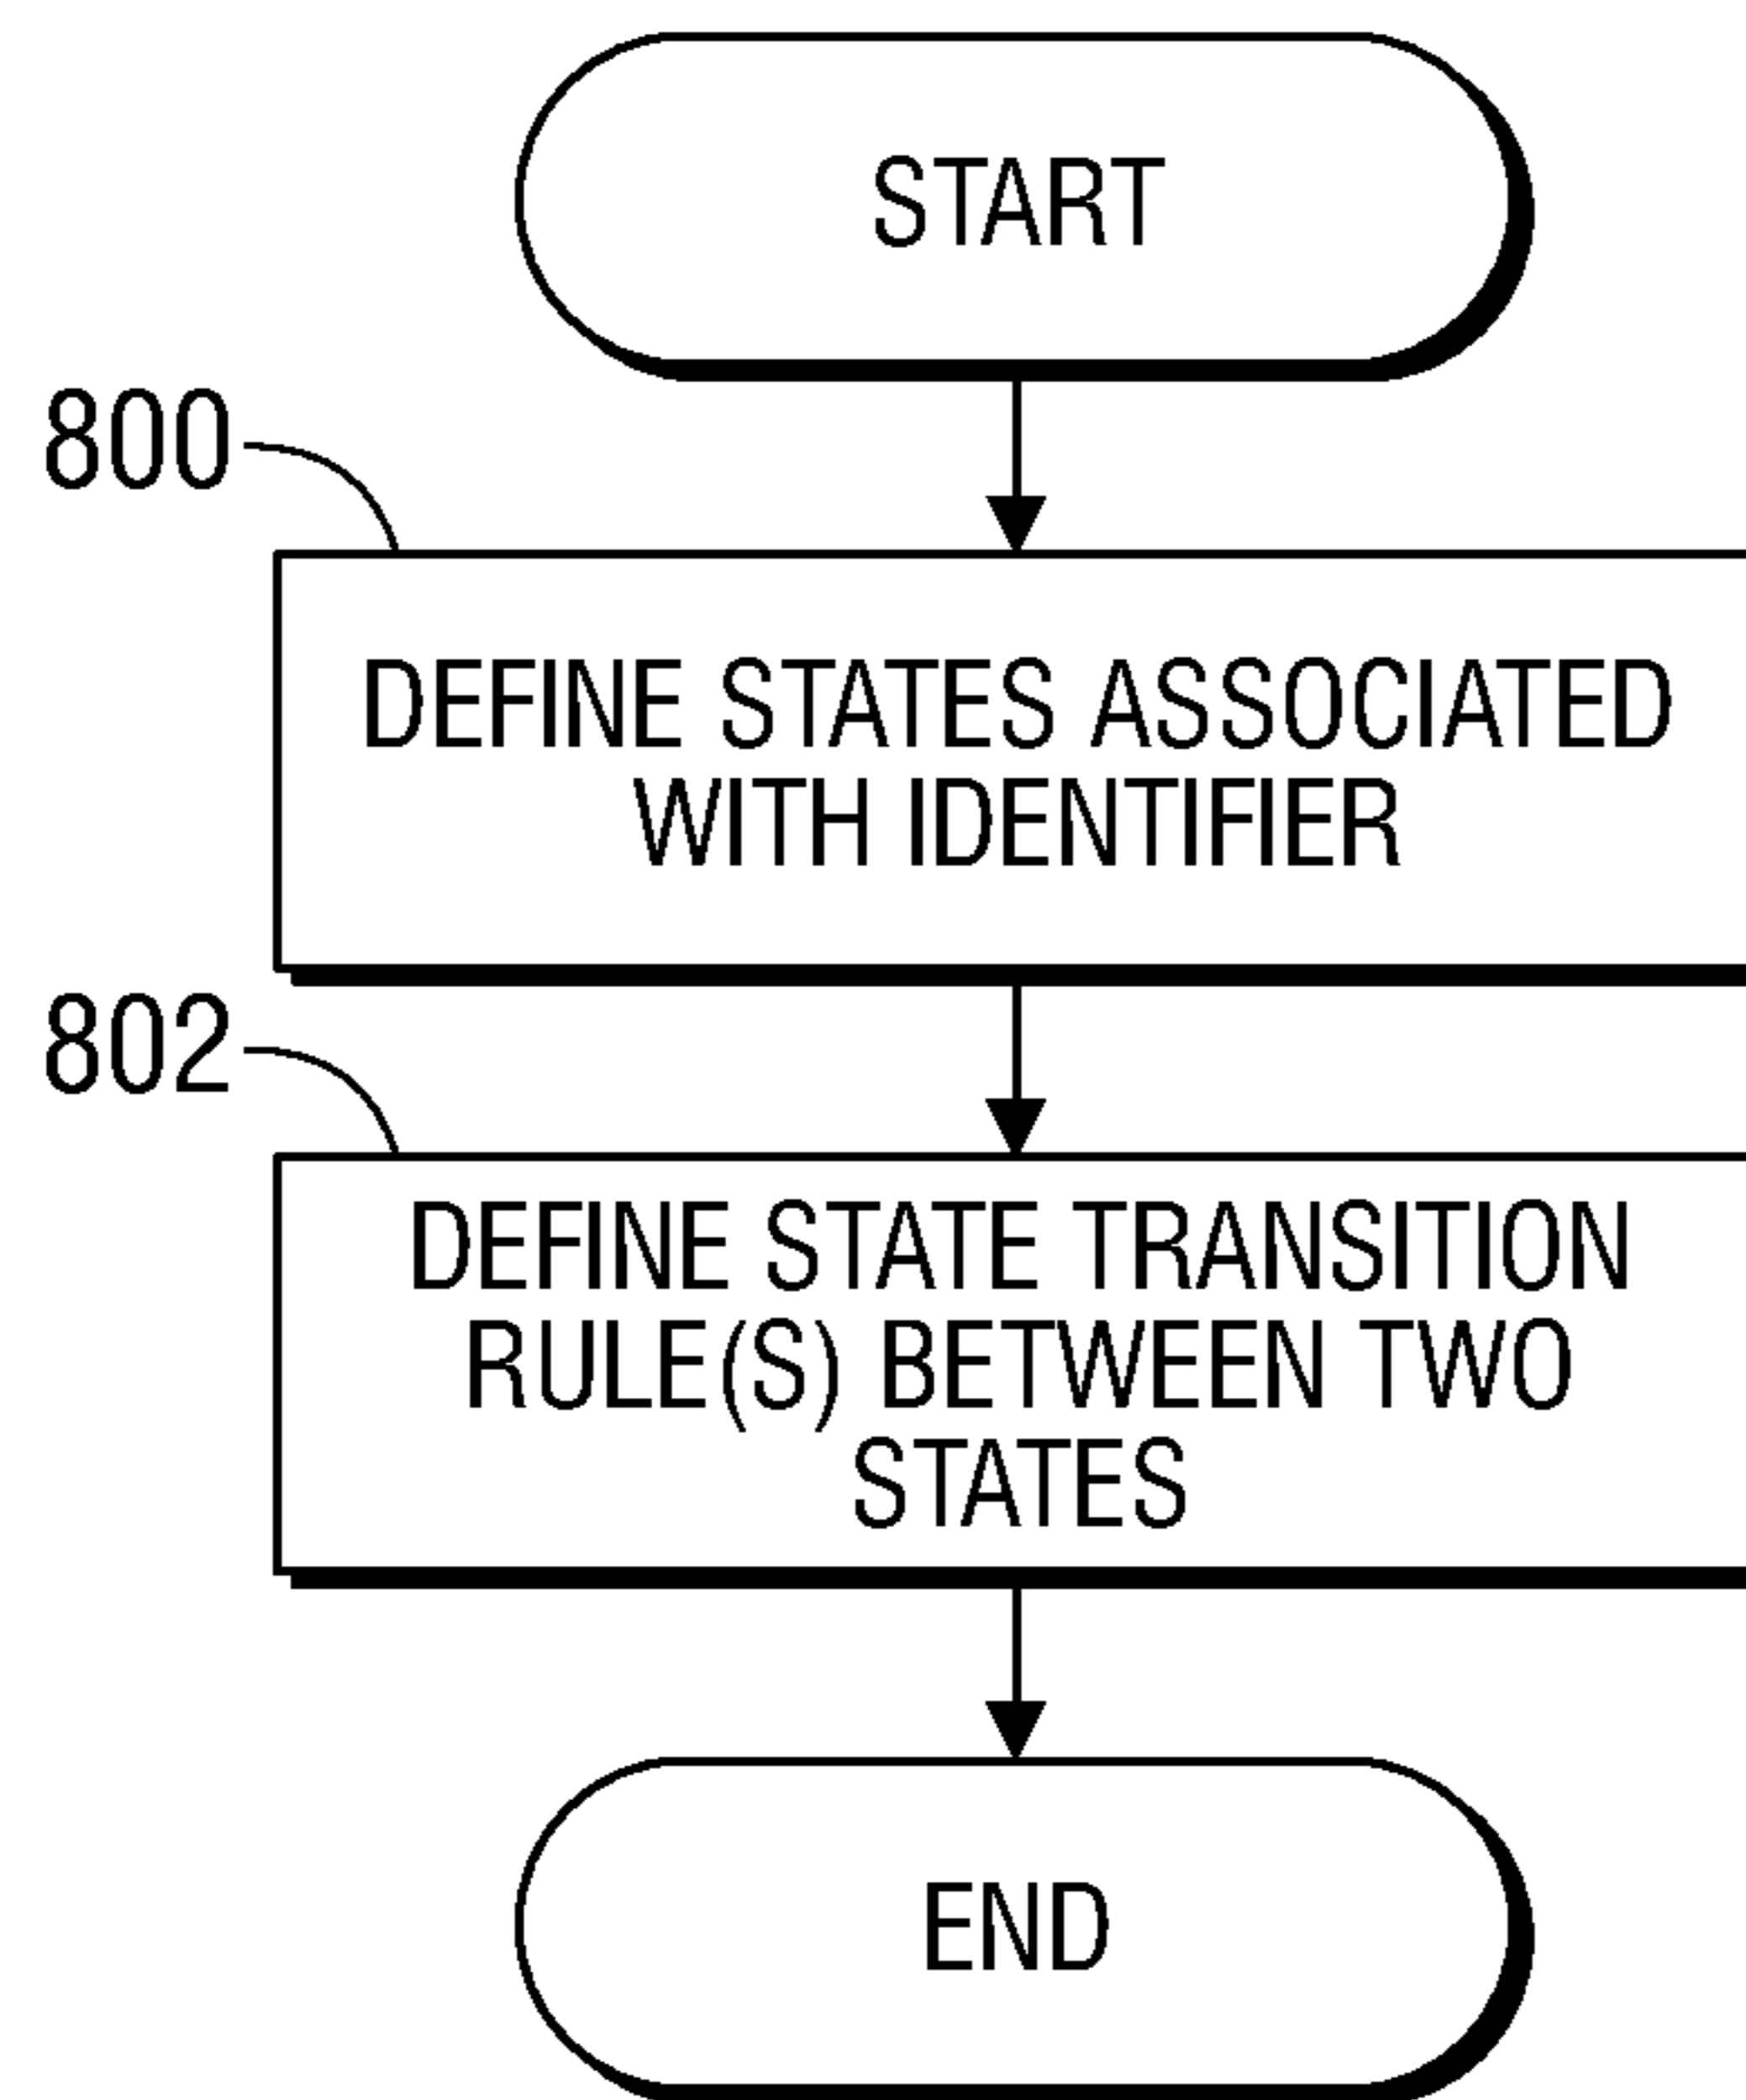 START
800
DEFINE STATES ASSOCIATED
WITH IDENTIFIER
802
DEFINE STATE TRANSITION
RULE(S) BETWEEN TWO
STATES
END